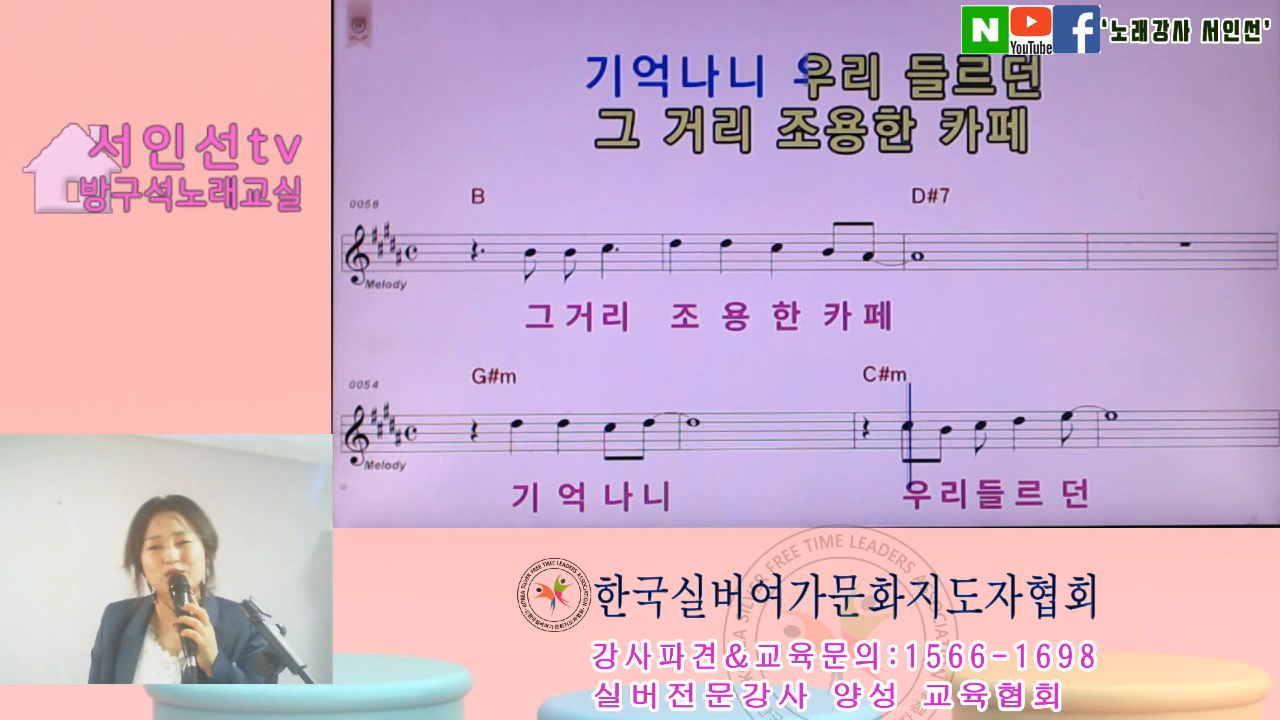 N YouTube f '노래강사 서인선'
서인선tv
방구석노래교실
기억나니 우리 들르던
그 거리 조용한 카페
0058 B D#7
Melody
그거리 조 용 한 카 페
0054 G#m C#m
Melody
기 억 나 니 우리들르 던
한국실버여가문화지도자협회
강사파견&교육문의:1566-1698
실버전문강사 양성 교육협회